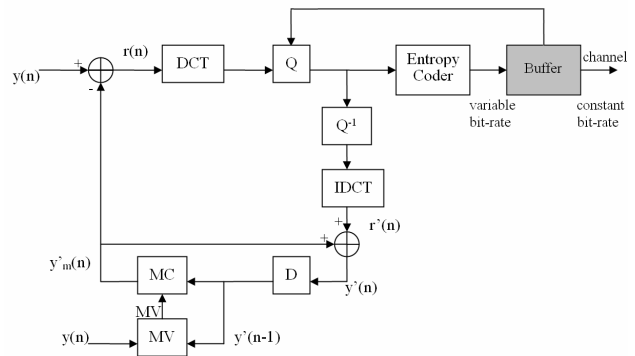 y(n)
+
-
r(n)
DCT
Q
Entropy
Coder
Buffer
channel
variable
bit-rate
constant
bit-rate
Q⁻¹
IDCT
+
r'(n)
+
y'm(n)
MC
D
y'(n)
MV
y(n)
MV
y'(n-1)